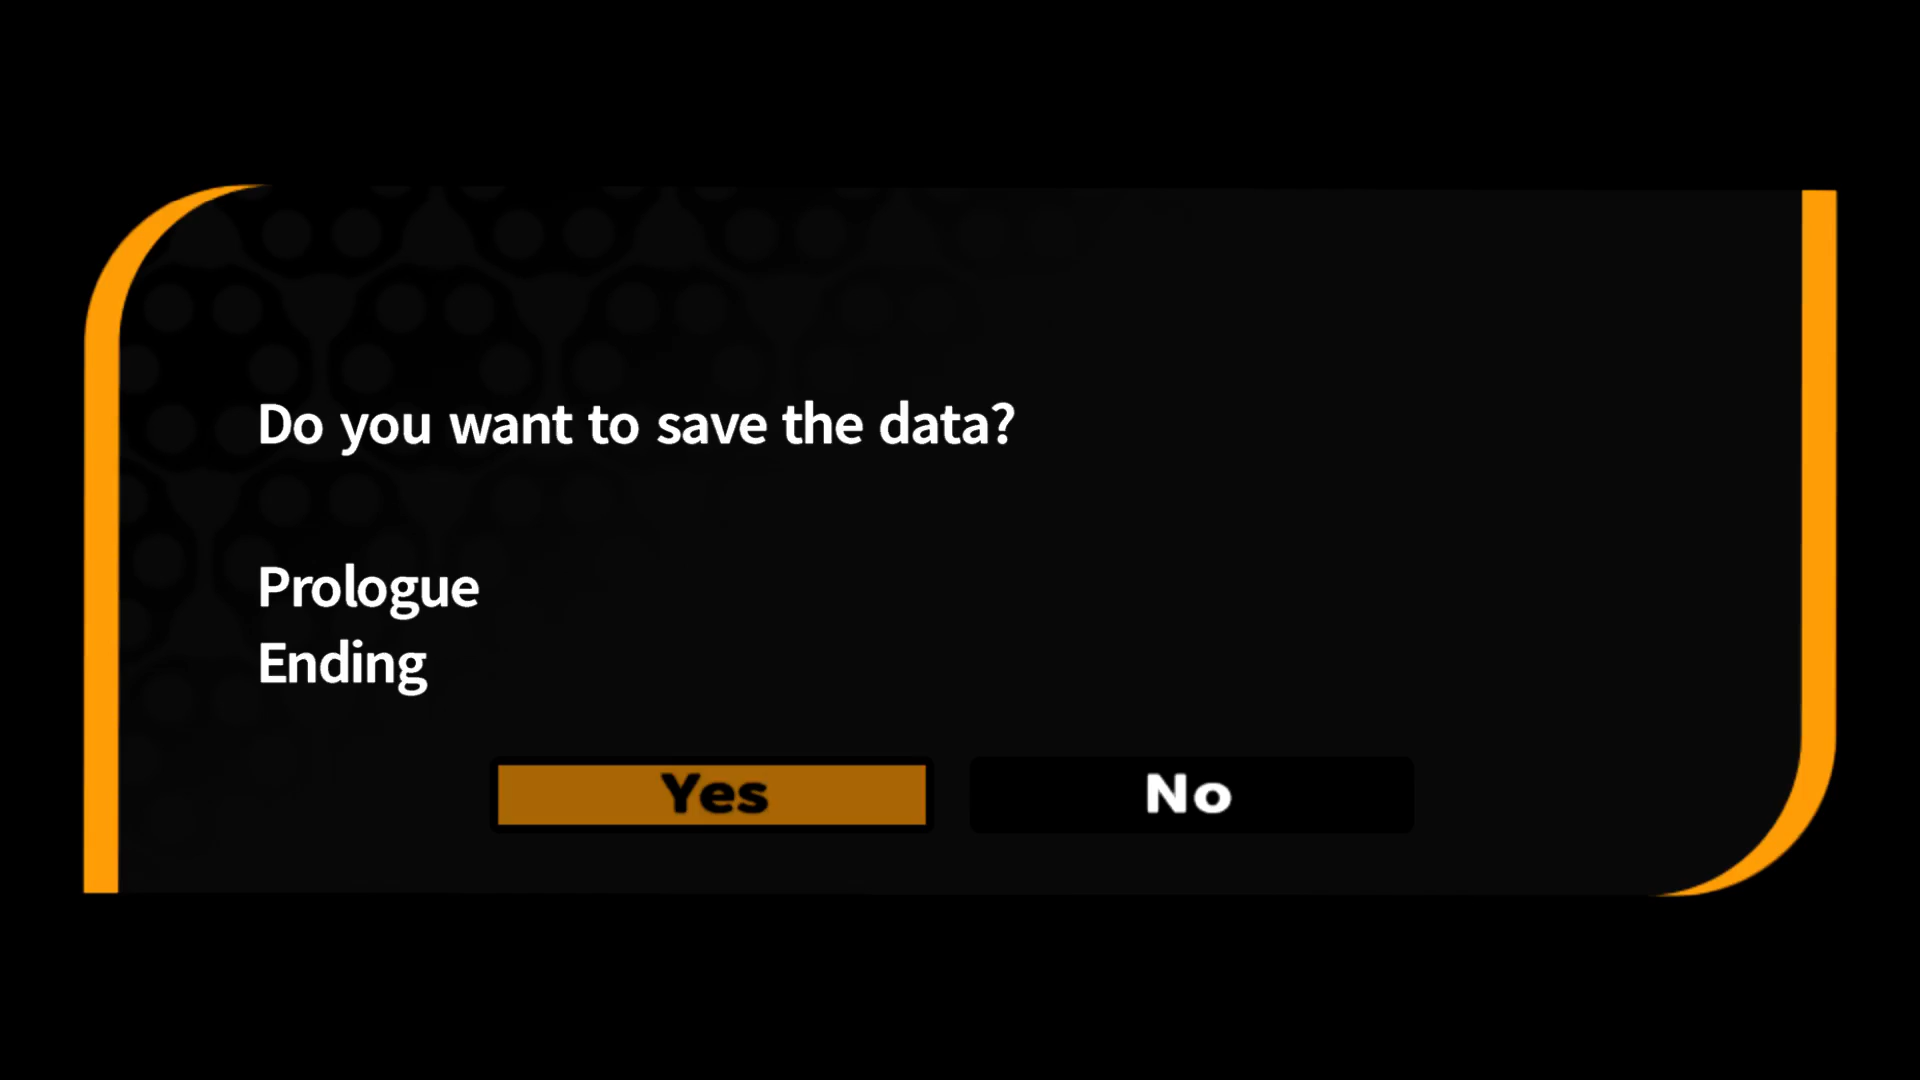 Do you want to save the data?
Prologue
Ending
Yes No